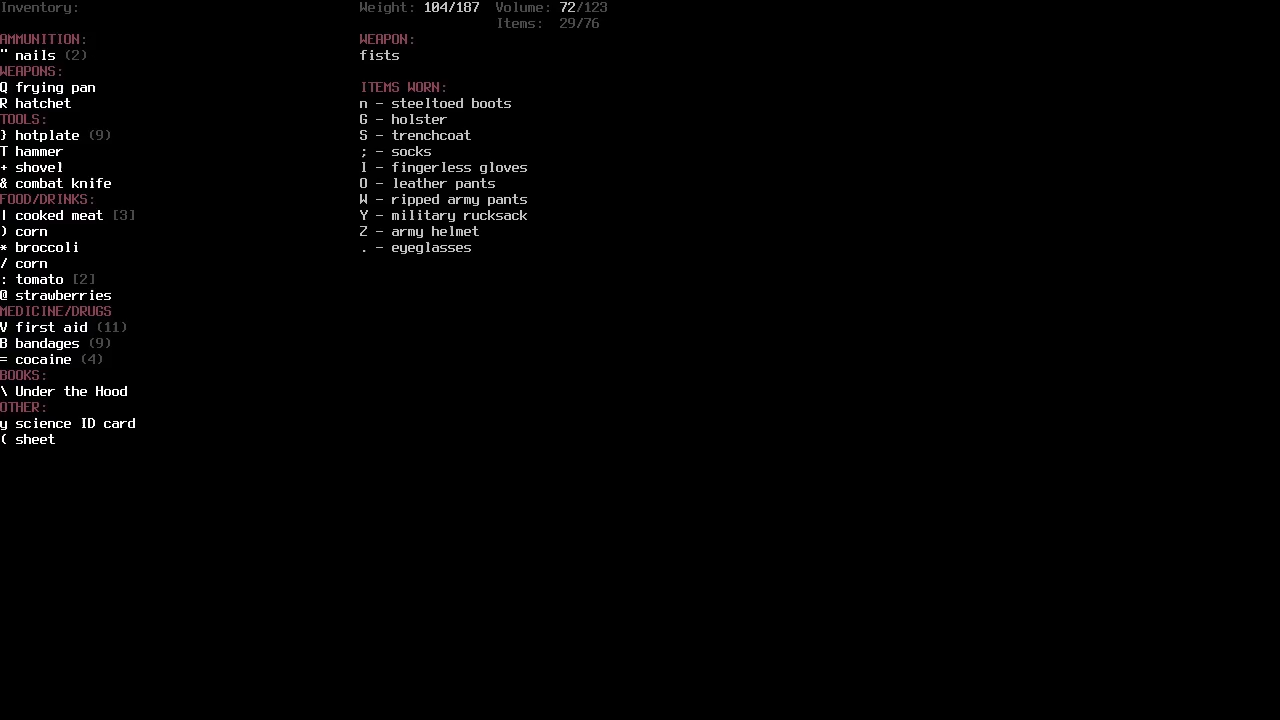 Inventory: Weight: 104/187 Volume: 72/123
Items: 29/76
AMMUNITION:
" nails (2)
WEAPONS:
Q frying pan
R hatchet
TOOLS:
} hotplate (9)
T hammer
+ shovel
& combat knife
FOOD/DRINKS:
| cooked meat [3]
) corn
* broccoli
/ corn
: tomato [2]
@ strawberries
MEDICINE/DRUGS
V first aid (11)
B bandages (9)
= cocaine (4)
BOOKS:
\ Under the Hood
OTHER:
y science ID card
( sheet
WEAPON:
fists
ITEMS WORN:
n - steeltoed boots
G - holster
S - trenchcoat
; - socks
I - fingerless gloves
O - leather pants
W - ripped army pants
Y - military rucksack
Z - army helmet
. - eyeglasses